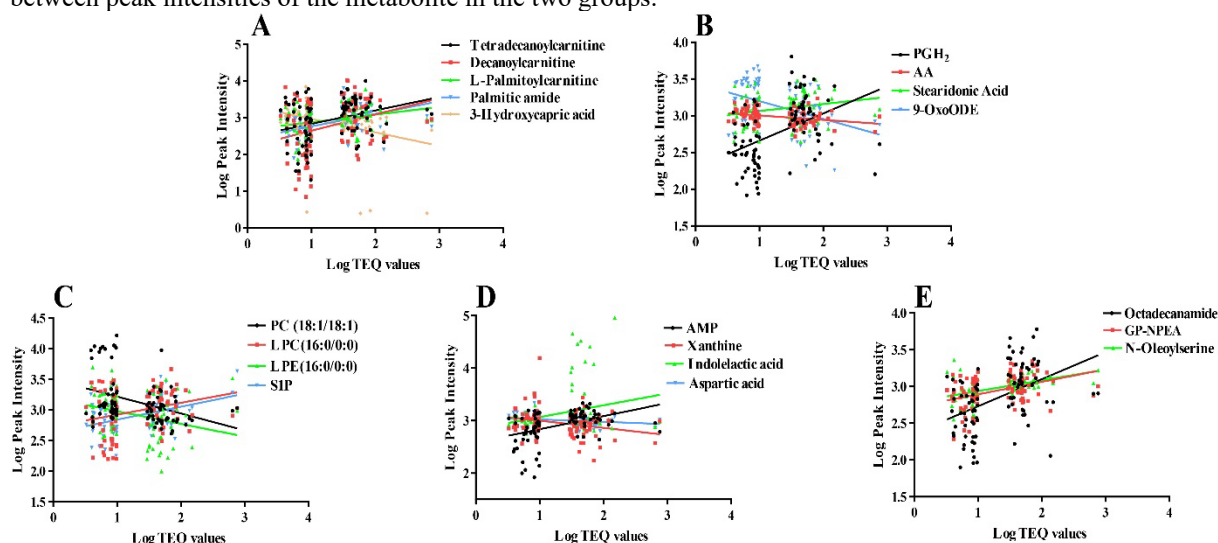 between peak intensities of the metabolite in the two groups.
A
Log Peak Intensity
5
4
3
2
1
0
0 1 2 3 4
Log TEQ values
Tetradecanoylcarnitine
Decanoylcarnitine
L-Palmitoylcarnitine
Palmitic amide
3-Hydroxycapric acid
B
Log Peak Intensity
4.0
3.5
3.0
2.5
2.0
1.5
0 1 2 3 4
Log TEQ values
PGH2
AA
Stearidonic Acid
9-OxoODE
C
Log Peak Intensity
4.5
4.0
3.5
3.0
2.5
2.0
1.5
0 1 2 3 4
Log TEQ values
PC (18:1/18:1)
LPC(16:0/0:0)
LPE(16:0/0:0)
S1P
D
Log Peak Intensity
5
4
3
2
0 1 2 3 4
Log TEQ values
AMP
Xanthine
Indolelactic acid
Aspartic acid
E
Log Peak Intensity
4.0
3.5
3.0
2.5
2.0
1.5
0 1 2 3 4
Log TEQ values
Octadecanamide
GP-NPEA
N-Oleoylserine